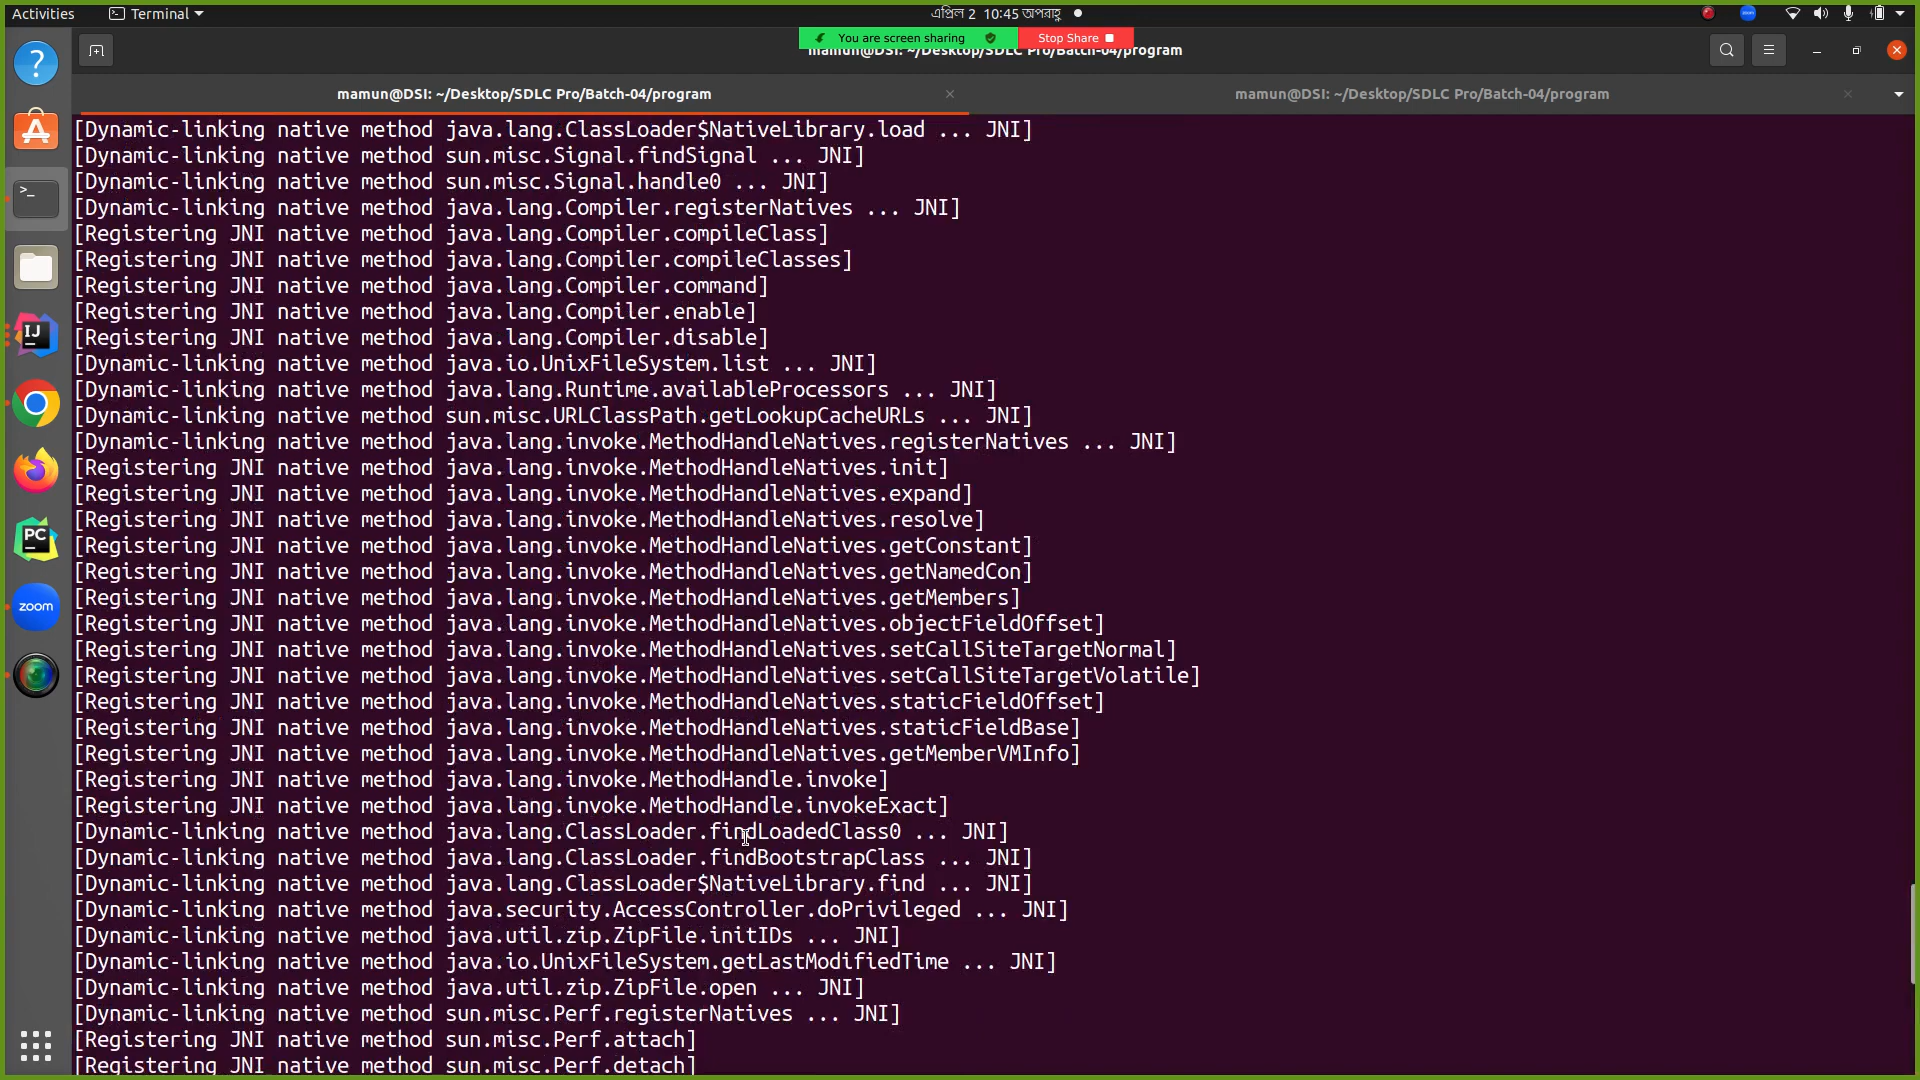 Activities
Terminal
এপ্রিল 2 10:45 অপরাহ্ণ
You are screen sharing
Stop Share
mamun@DSI: ~/Desktop/SDLC Pro/Batch-04/program
mamun@DSI: ~/Desktop/SDLC Pro/Batch-04/program
mamun@DSI: ~/Desktop/SDLC Pro/Batch-04/program
[Dynamic-linking native method java.lang.ClassLoader$NativeLibrary.load ... JNI]
[Dynamic-linking native method sun.misc.Signal.findSignal ... JNI]
[Dynamic-linking native method sun.misc.Signal.handle0 ... JNI]
[Dynamic-linking native method java.lang.Compiler.registerNatives ... JNI]
[Registering JNI native method java.lang.Compiler.compileClass]
[Registering JNI native method java.lang.Compiler.compileClasses]
[Registering JNI native method java.lang.Compiler.command]
[Registering JNI native method java.lang.Compiler.enable]
[Registering JNI native method java.lang.Compiler.disable]
[Dynamic-linking native method java.io.UnixFileSystem.list ... JNI]
[Dynamic-linking native method java.lang.Runtime.availableProcessors ... JNI]
[Dynamic-linking native method sun.misc.URLClassPath.getLookupCacheURLs ... JNI]
[Dynamic-linking native method java.lang.invoke.MethodHandleNatives.registerNatives ... JNI]
[Registering JNI native method java.lang.invoke.MethodHandleNatives.init]
[Registering JNI native method java.lang.invoke.MethodHandleNatives.expand]
[Registering JNI native method java.lang.invoke.MethodHandleNatives.resolve]
[Registering JNI native method java.lang.invoke.MethodHandleNatives.getConstant]
[Registering JNI native method java.lang.invoke.MethodHandleNatives.getNamedCon]
[Registering JNI native method java.lang.invoke.MethodHandleNatives.getMembers]
[Registering JNI native method java.lang.invoke.MethodHandleNatives.objectFieldOffset]
[Registering JNI native method java.lang.invoke.MethodHandleNatives.setCallSiteTargetNormal]
[Registering JNI native method java.lang.invoke.MethodHandleNatives.setCallSiteTargetVolatile]
[Registering JNI native method java.lang.invoke.MethodHandleNatives.staticFieldOffset]
[Registering JNI native method java.lang.invoke.MethodHandleNatives.staticFieldBase]
[Registering JNI native method java.lang.invoke.MethodHandleNatives.getMemberVMInfo]
[Registering JNI native method java.lang.invoke.MethodHandle.invoke]
[Registering JNI native method java.lang.invoke.MethodHandle.invokeExact]
[Dynamic-linking native method java.lang.ClassLoader.findLoadedClass0 ... JNI]
[Dynamic-linking native method java.lang.ClassLoader.findBootstrapClass ... JNI]
[Dynamic-linking native method java.lang.ClassLoader$NativeLibrary.find ... JNI]
[Dynamic-linking native method java.security.AccessController.doPrivileged ... JNI]
[Dynamic-linking native method java.util.zip.ZipFile.initIDs ... JNI]
[Dynamic-linking native method java.io.UnixFileSystem.getLastModifiedTime ... JNI]
[Dynamic-linking native method java.util.zip.ZipFile.open ... JNI]
[Dynamic-linking native method sun.misc.Perf.registerNatives ... JNI]
[Registering JNI native method sun.misc.Perf.attach]
[Registering JNI native method sun.misc.Perf.detach]
IJ
PC
zoom